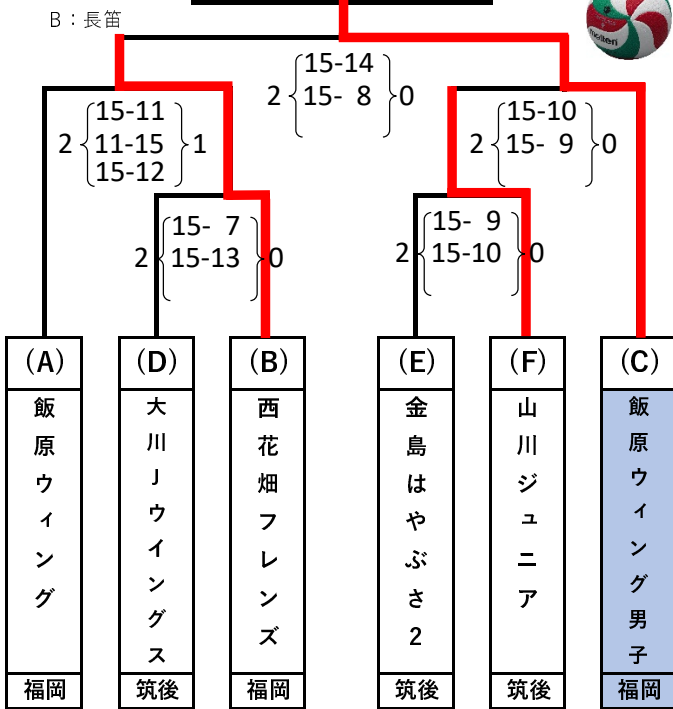 B：長笛
molten
2 15-14 0
15- 8
2 15-11 1
11-15
15-12
2 15-10 0
15- 9
2 15- 7 0
15-13
2 15- 9 0
15-10
(A)
(D)
(B)
(E)
(F)
(C)
飯原ウィング
大川Jウイングス
西花畑フレンズ
金島はやぶさ2
山川ジュニア
飯原ウィング男子
福岡
筑後
福岡
筑後
筑後
福岡